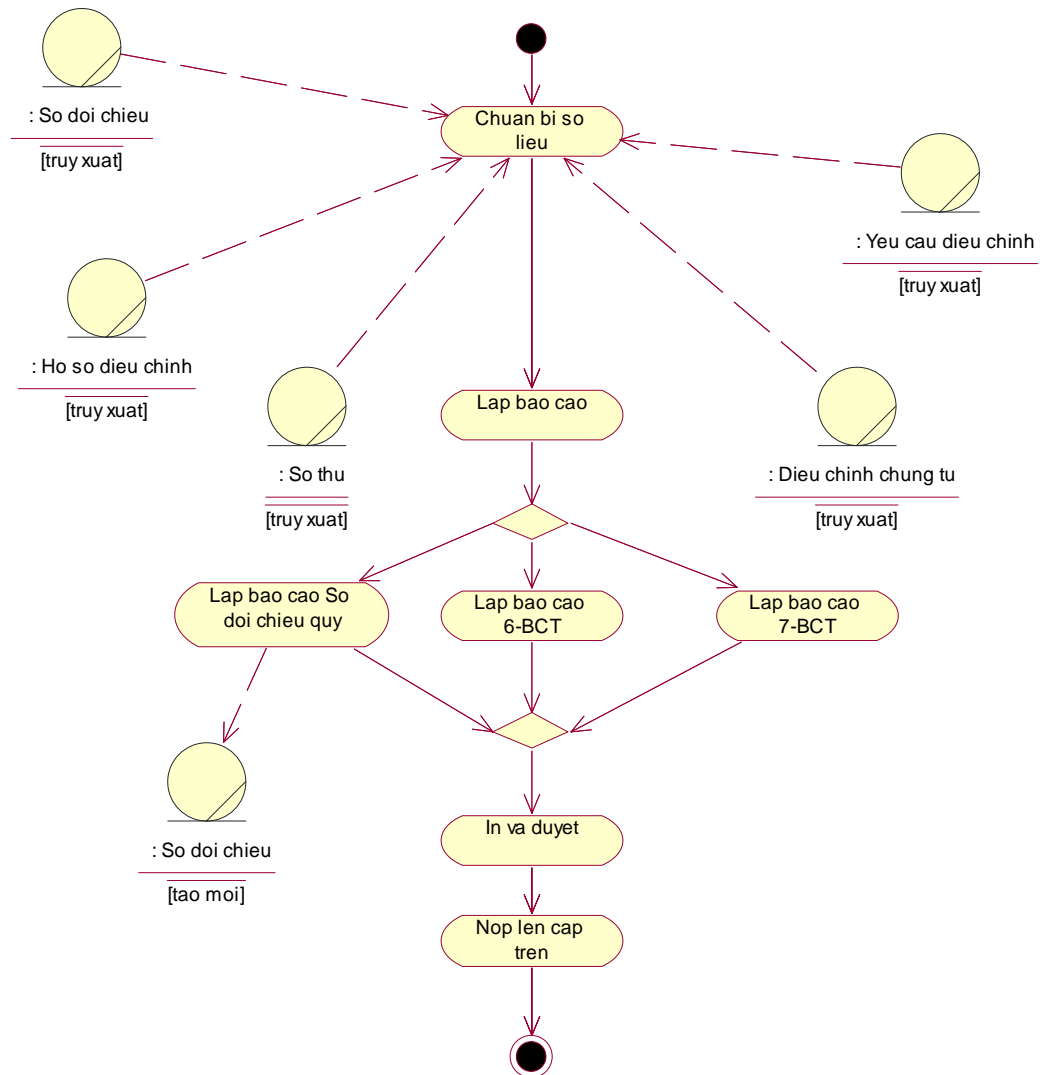 : So doi chieu
[truy xuat]
Chuan bi so
lieu
: Yeu cau dieu chinh
[truy xuat]
: Ho so dieu chinh
[truy xuat]
: So thu
[truy xuat]
Lap bao cao
: Dieu chinh chung tu
[truy xuat]
Lap bao cao So
doi chieu quy
Lap bao cao
6-BCT
Lap bao cao
7-BCT
: So doi chieu
[tao moi]
In va duyet
Nop len cap
tren